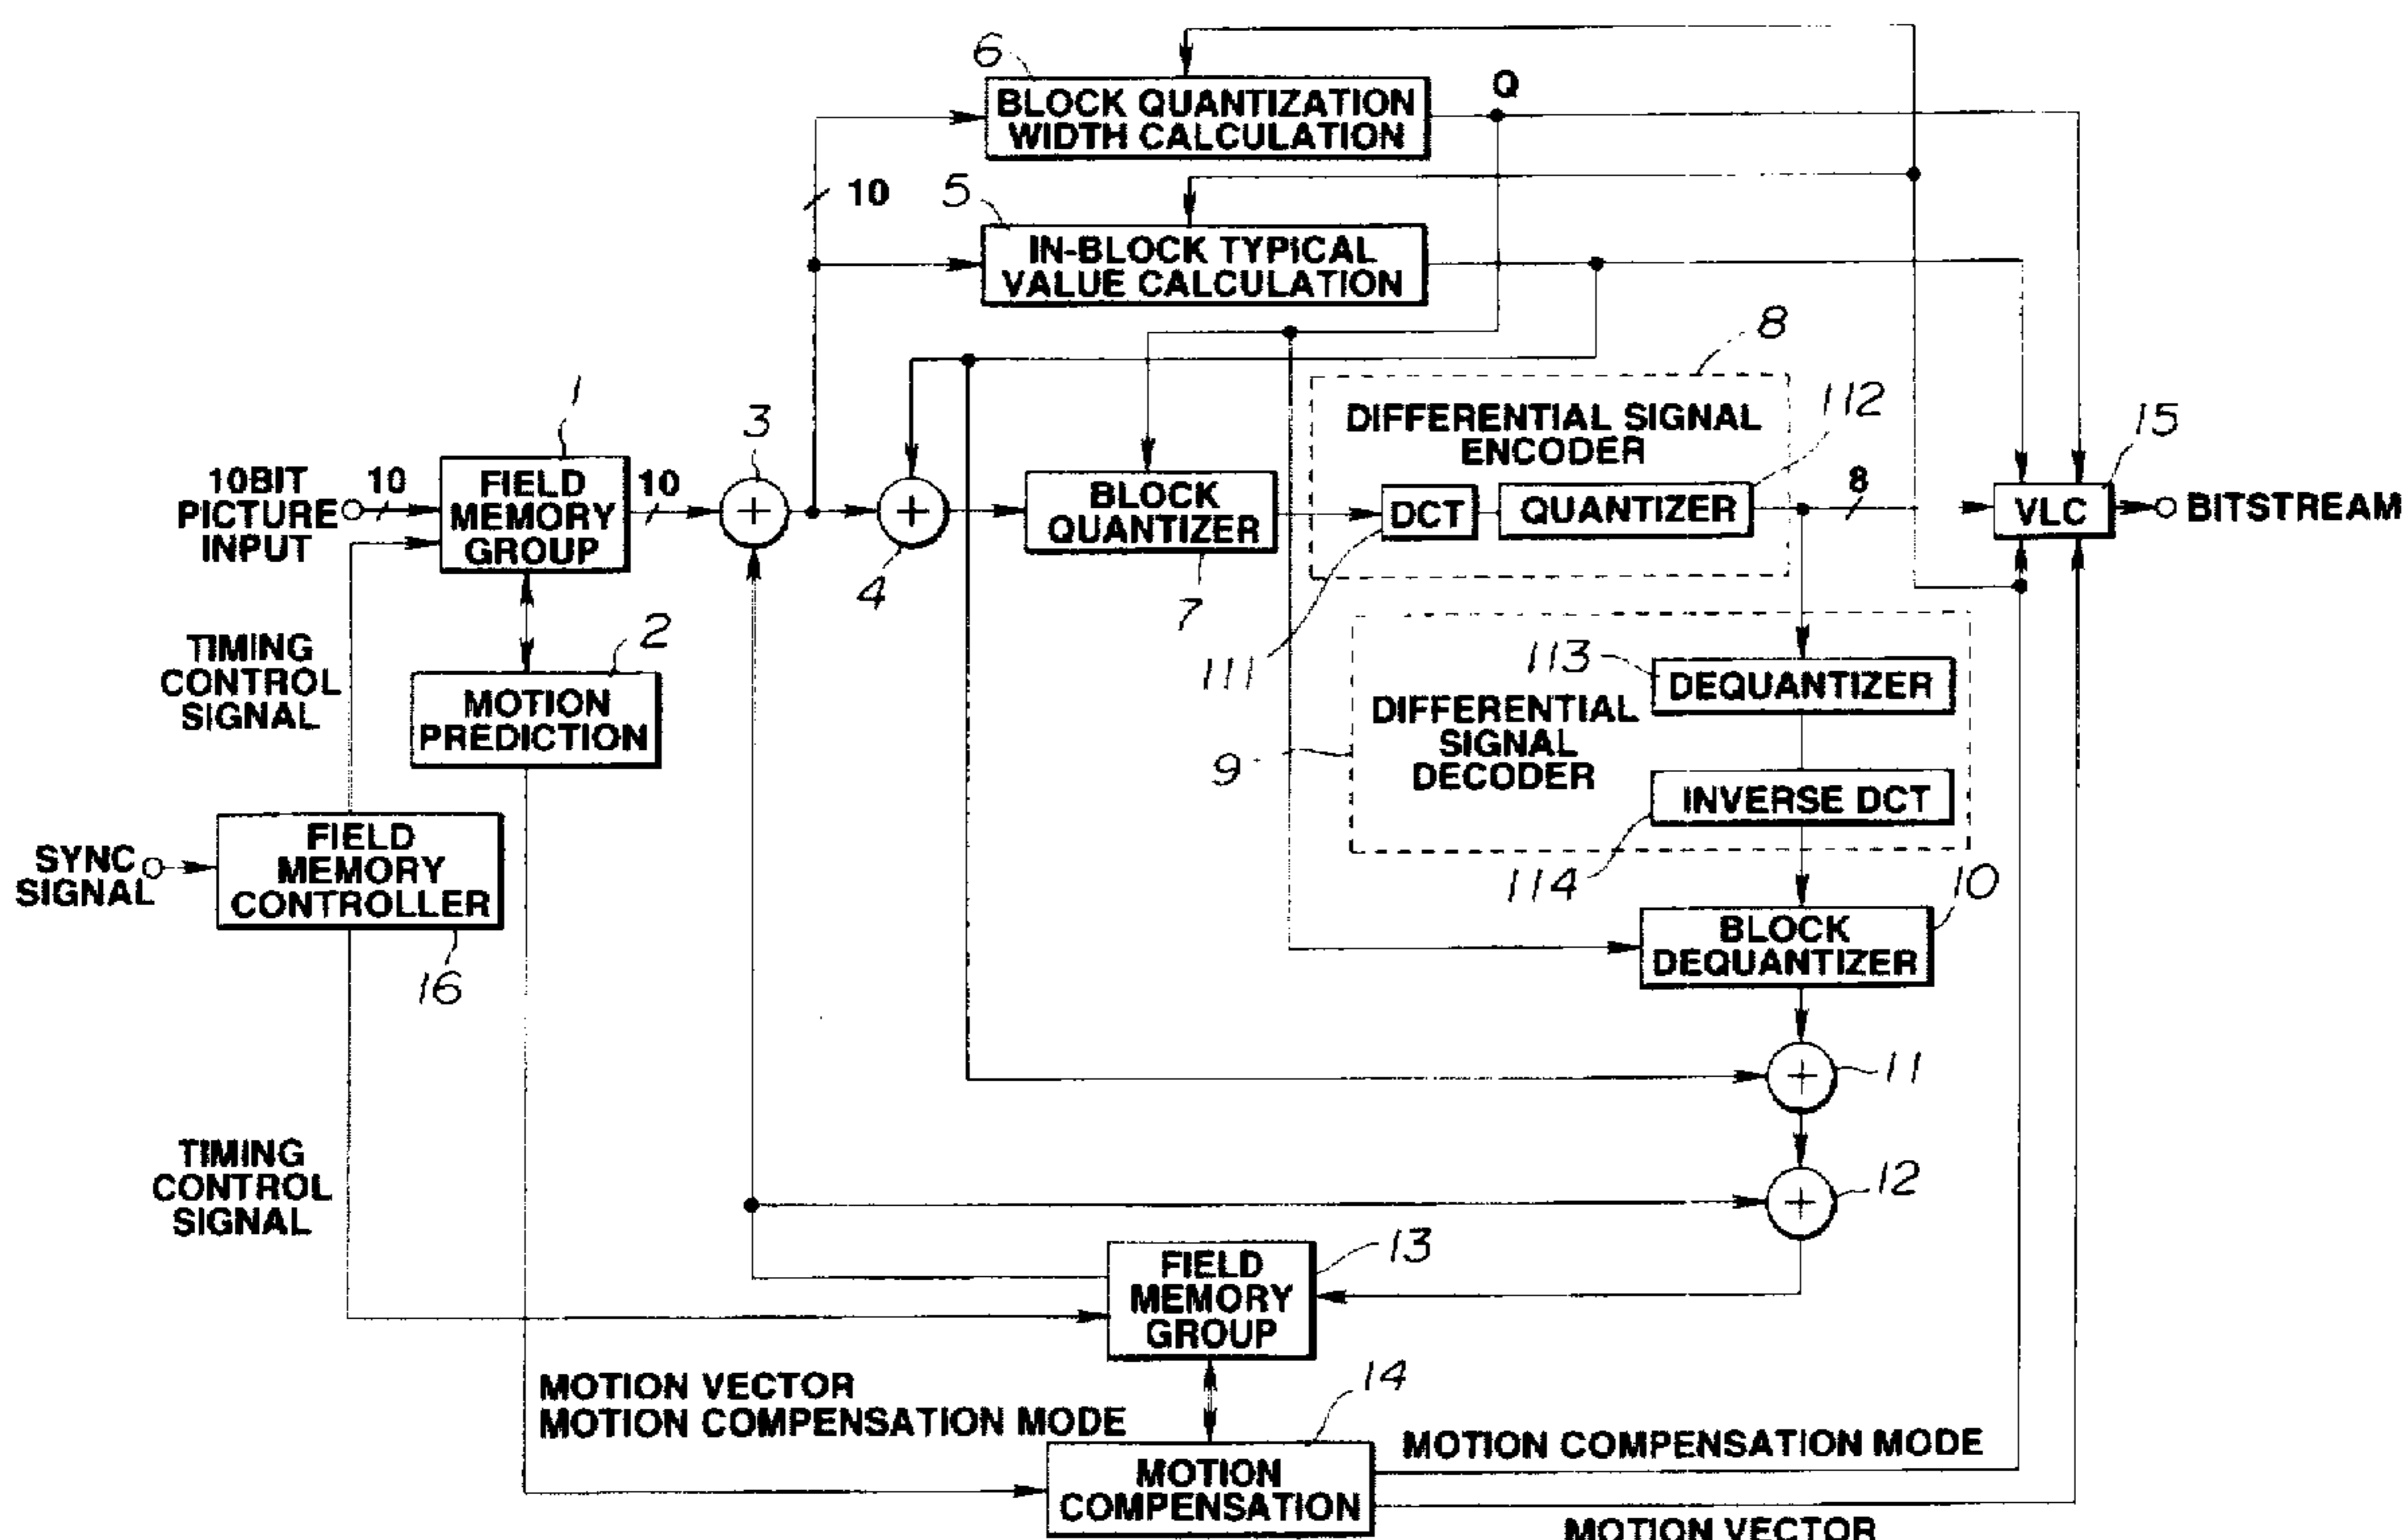 6
BLOCK QUANTIZATION
WIDTH CALCULATION
Q
10
5
IN-BLOCK TYPICAL
VALUE CALCULATION
8
1
3
DIFFERENTIAL SIGNAL
ENCODER
112
15
10BIT
PICTURE
INPUT
10
FIELD
MEMORY
GROUP
10
+
+
4
BLOCK
QUANTIZER
7
DCT
QUANTIZER
111
8
VLC
BITSTREAM
TIMING
CONTROL
SIGNAL
2
MOTION
PREDICTION
113
DEQUANTIZER
DIFFERENTIAL
SIGNAL
DECODER
9
INVERSE DCT
114
SYNC
SIGNAL
FIELD
MEMORY
CONTROLLER
16
10
BLOCK
DEQUANTIZER
+
11
TIMING
CONTROL
SIGNAL
+
12
FIELD
MEMORY
GROUP
13
MOTION VECTOR
MOTION COMPENSATION MODE
14
MOTION
COMPENSATION
MOTION COMPENSATION MODE
MOTION VECTOR